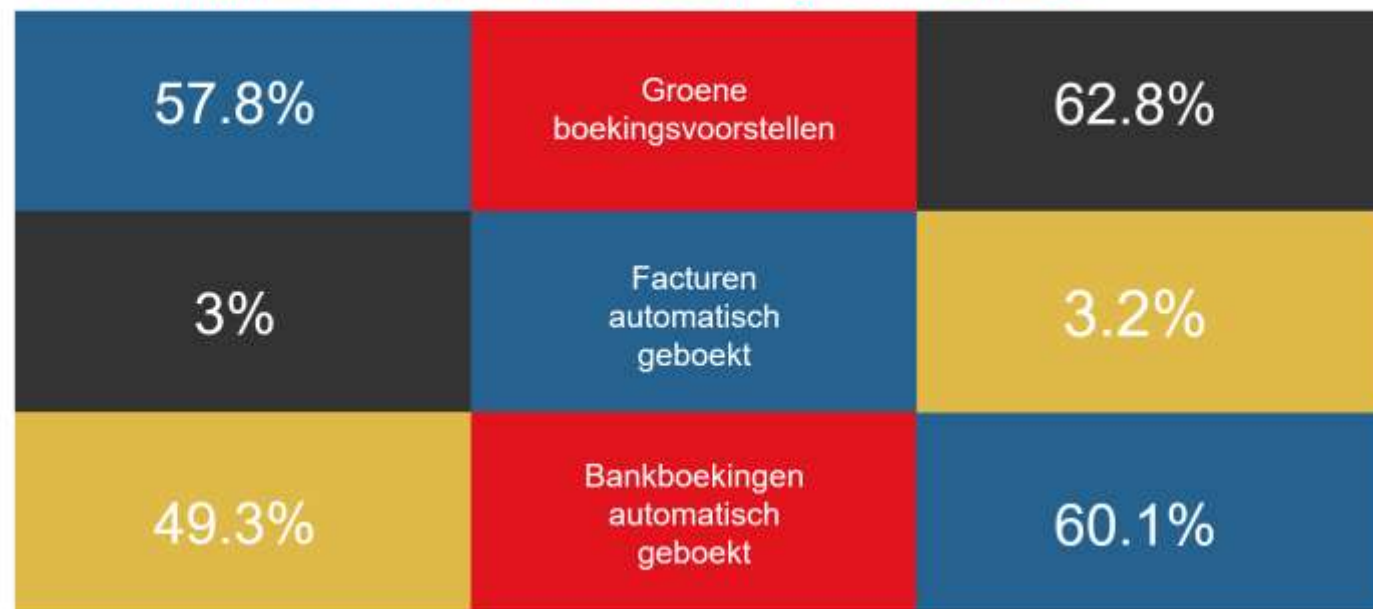 57.8%
Groene
boekingsvoorstellen
62.8%
3%
Facturen
automatisch
geboekt
3.2%
49.3%
Bankboekingen
automatisch
geboekt
60.1%